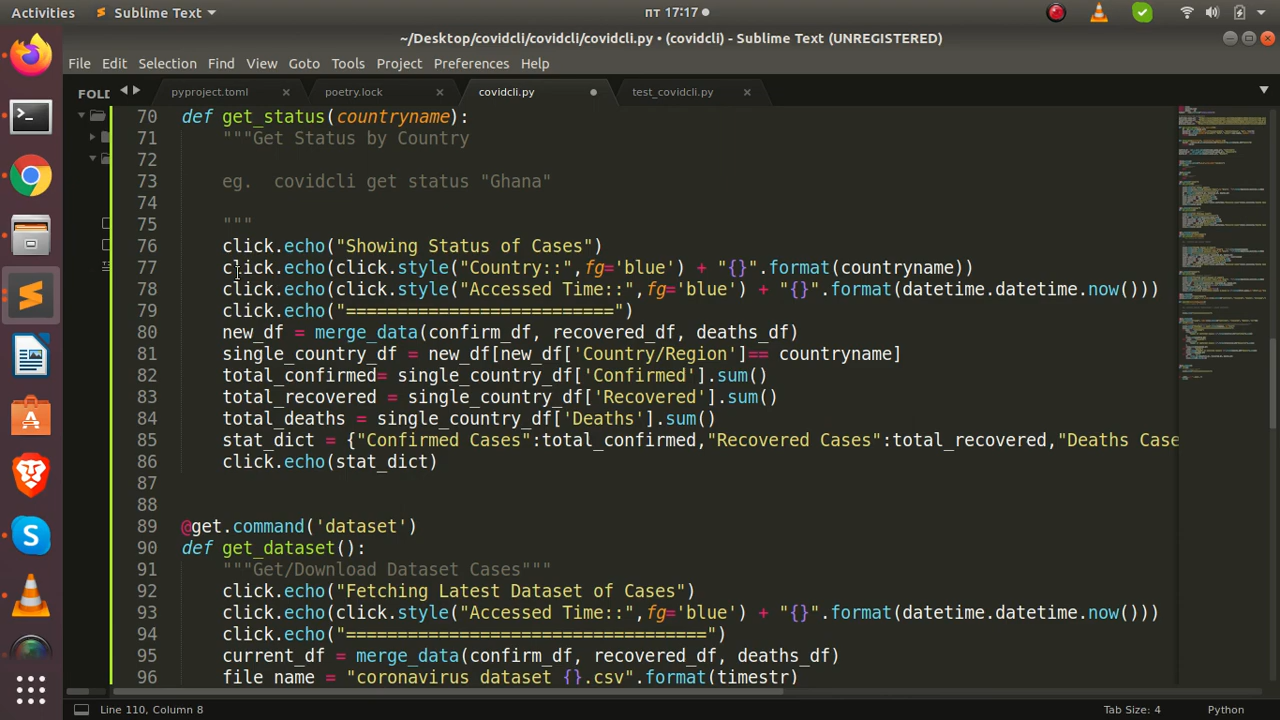 Activities Sublime Text пт 17:17
~/Desktop/covidcli/covidcli/covidcli.py • (covidcli) - Sublime Text (UNREGISTERED)
File Edit Selection Find View Goto Tools Project Preferences Help
FOLD pyproject.toml poetry.lock covidcli.py test_covidcli.py
70 def get_status(countryname):
71 """Get Status by Country
72
73 eg. covidcli get status "Ghana"
74
75 """
76 click.echo("Showing Status of Cases")
77 click.echo(click.style("Country::",fg='blue') + "{}".format(countryname))
78 click.echo(click.style("Accessed Time::",fg='blue') + "{}".format(datetime.datetime.now()))
79 click.echo("==========================")
80 new_df = merge_data(confirm_df, recovered_df, deaths_df)
81 single_country_df = new_df[new_df['Country/Region']== countryname]
82 total_confirmed= single_country_df['Confirmed'].sum()
83 total_recovered = single_country_df['Recovered'].sum()
84 total_deaths = single_country_df['Deaths'].sum()
85 stat_dict = {"Confirmed Cases":total_confirmed,"Recovered Cases":total_recovered,"Deaths Case
86 click.echo(stat_dict)
87
88
89 @get.command('dataset')
90 def get_dataset():
91 """Get/Download Dataset Cases"""
92 click.echo("Fetching Latest Dataset of Cases")
93 click.echo(click.style("Accessed Time::",fg='blue') + "{}".format(datetime.datetime.now()))
94 click.echo("===================================")
95 current_df = merge_data(confirm_df, recovered_df, deaths_df)
96 file_name = "coronavirus_dataset_{}.csv".format(timestr)
Line 110, Column 8 Tab Size: 4 Python